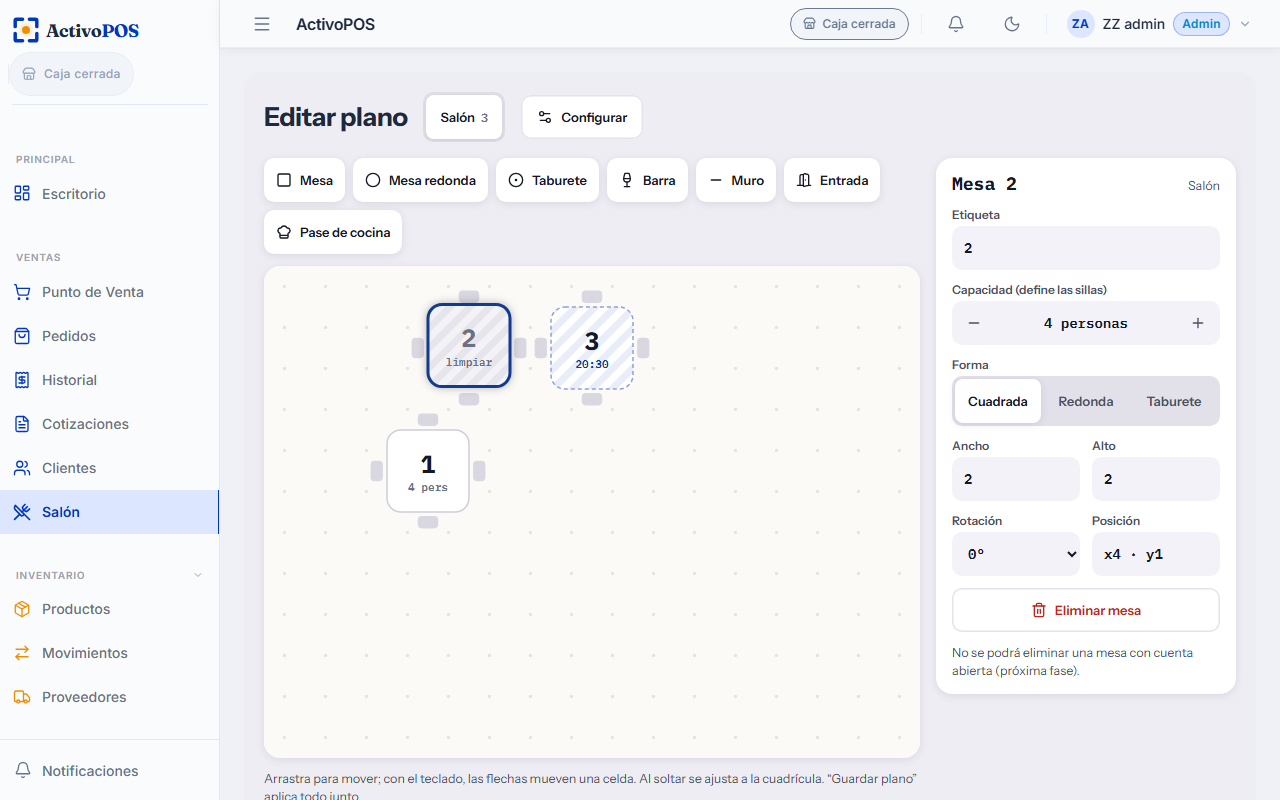 ActivoPOS
Caja cerrada
PRINCIPAL
Escritorio
VENTAS
Punto de Venta
Pedidos
Historial
Cotizaciones
Clientes
Salón
INVENTARIO
Productos
Movimientos
Proveedores
Notificaciones
ActivoPOS
Caja cerrada
ZA
ZZ admin
Admin
Editar plano
Salón 3
Configurar
Mesa
Mesa redonda
Taburete
Barra
Muro
Entrada
Pase de cocina
2
limpiar
3
20:30
1
4 pers
Arrastra para mover; con el teclado, las flechas mueven una celda. Al soltar se ajusta a la cuadrícula. “Guardar plano”
aplica todo junto.
Mesa 2
Salón
Etiqueta
2
Capacidad (define las sillas)
− 4 personas +
Forma
Cuadrada Redonda Taburete
Ancho Alto
2 2
Rotación Posición
0° x4 · y1
Eliminar mesa
No se podrá eliminar una mesa con cuenta
abierta (próxima fase).